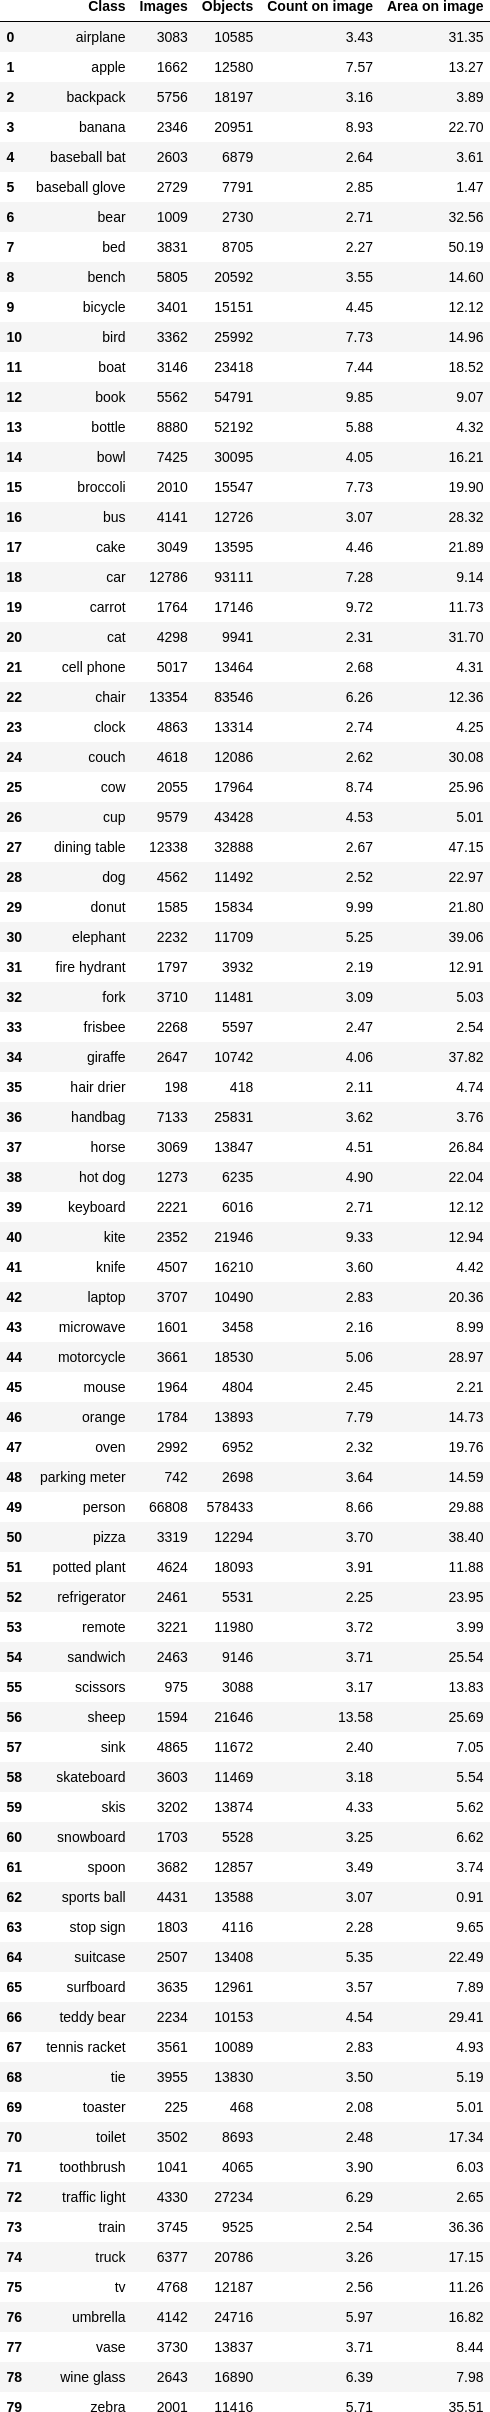 Class Images Objects Count on image Area on image
0 airplane 3083 10585 3.43 31.35
1 apple 1662 12580 7.57 13.27
2 backpack 5756 18197 3.16 3.89
3 banana 2346 20951 8.93 22.70
4 baseball bat 2603 6879 2.64 3.61
5 baseball glove 2729 7791 2.85 1.47
6 bear 1009 2730 2.71 32.56
7 bed 3831 8705 2.27 50.19
8 bench 5805 20592 3.55 14.60
9 bicycle 3401 15151 4.45 12.12
10 bird 3362 25992 7.73 14.96
11 boat 3146 23418 7.44 18.52
12 book 5562 54791 9.85 9.07
13 bottle 8880 52192 5.88 4.32
14 bowl 7425 30095 4.05 16.21
15 broccoli 2010 15547 7.73 19.90
16 bus 4141 12726 3.07 28.32
17 cake 3049 13595 4.46 21.89
18 car 12786 93111 7.28 9.14
19 carrot 1764 17146 9.72 11.73
20 cat 4298 9941 2.31 31.70
21 cell phone 5017 13464 2.68 4.31
22 chair 13354 83546 6.26 12.36
23 clock 4863 13314 2.74 4.25
24 couch 4618 12086 2.62 30.08
25 cow 2055 17964 8.74 25.96
26 cup 9579 43428 4.53 5.01
27 dining table 12338 32888 2.67 47.15
28 dog 4562 11492 2.52 22.97
29 donut 1585 15834 9.99 21.80
30 elephant 2232 11709 5.25 39.06
31 fire hydrant 1797 3932 2.19 12.91
32 fork 3710 11481 3.09 5.03
33 frisbee 2268 5597 2.47 2.54
34 giraffe 2647 10742 4.06 37.82
35 hair drier 198 418 2.11 4.74
36 handbag 7133 25831 3.62 3.76
37 horse 3069 13847 4.51 26.84
38 hot dog 1273 6235 4.90 22.04
39 keyboard 2221 6016 2.71 12.12
40 kite 2352 21946 9.33 12.94
41 knife 4507 16210 3.60 4.42
42 laptop 3707 10490 2.83 20.36
43 microwave 1601 3458 2.16 8.99
44 motorcycle 3661 18530 5.06 28.97
45 mouse 1964 4804 2.45 2.21
46 orange 1784 13893 7.79 14.73
47 oven 2992 6952 2.32 19.76
48 parking meter 742 2698 3.64 14.59
49 person 66808 578433 8.66 29.88
50 pizza 3319 12294 3.70 38.40
51 potted plant 4624 18093 3.91 11.88
52 refrigerator 2461 5531 2.25 23.95
53 remote 3221 11980 3.72 3.99
54 sandwich 2463 9146 3.71 25.54
55 scissors 975 3088 3.17 13.83
56 sheep 1594 21646 13.58 25.69
57 sink 4865 11672 2.40 7.05
58 skateboard 3603 11469 3.18 5.54
59 skis 3202 13874 4.33 5.62
60 snowboard 1703 5528 3.25 6.62
61 spoon 3682 12857 3.49 3.74
62 sports ball 4431 13588 3.07 0.91
63 stop sign 1803 4116 2.28 9.65
64 suitcase 2507 13408 5.35 22.49
65 surfboard 3635 12961 3.57 7.89
66 teddy bear 2234 10153 4.54 29.41
67 tennis racket 3561 10089 2.83 4.93
68 tie 3955 13830 3.50 5.19
69 toaster 225 468 2.08 5.01
70 toilet 3502 8693 2.48 17.34
71 toothbrush 1041 4065 3.90 6.03
72 traffic light 4330 27234 6.29 2.65
73 train 3745 9525 2.54 36.36
74 truck 6377 20786 3.26 17.15
75 tv 4768 12187 2.56 11.26
76 umbrella 4142 24716 5.97 16.82
77 vase 3730 13837 3.71 8.44
78 wine glass 2643 16890 6.39 7.98
79 zebra 2001 11416 5.71 35.51